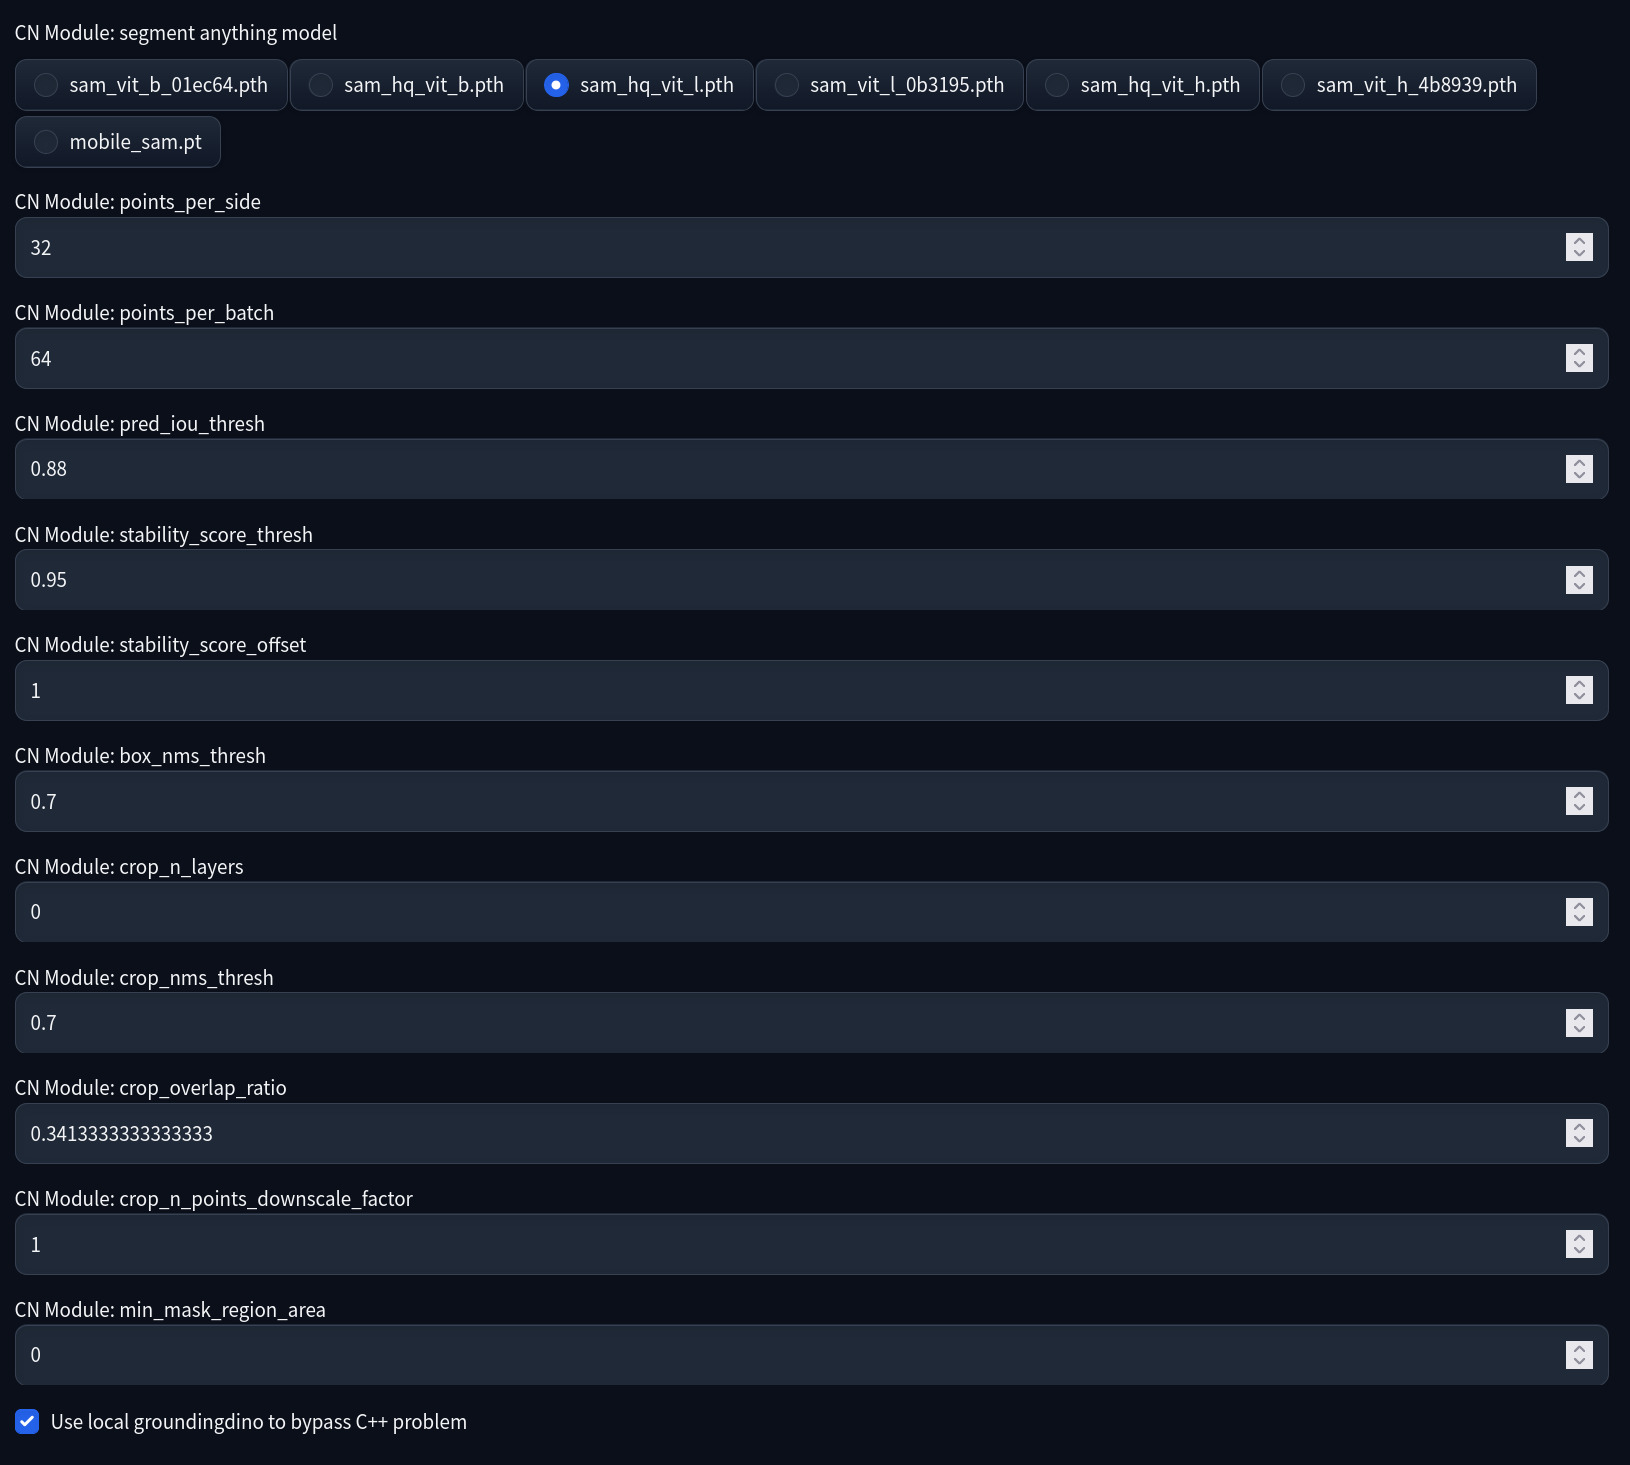 CN Module: segment anything model
sam_vit_b_01ec64.pth sam_hq_vit_b.pth sam_hq_vit_l.pth sam_vit_l_0b3195.pth sam_hq_vit_h.pth sam_vit_h_4b8939.pth
mobile_sam.pt
CN Module: points_per_side
32
CN Module: points_per_batch
64
CN Module: pred_iou_thresh
0.88
CN Module: stability_score_thresh
0.95
CN Module: stability_score_offset
1
CN Module: box_nms_thresh
0.7
CN Module: crop_n_layers
0
CN Module: crop_nms_thresh
0.7
CN Module: crop_overlap_ratio
0.3413333333333333
CN Module: crop_n_points_downscale_factor
1
CN Module: min_mask_region_area
0
Use local groundingdino to bypass C++ problem